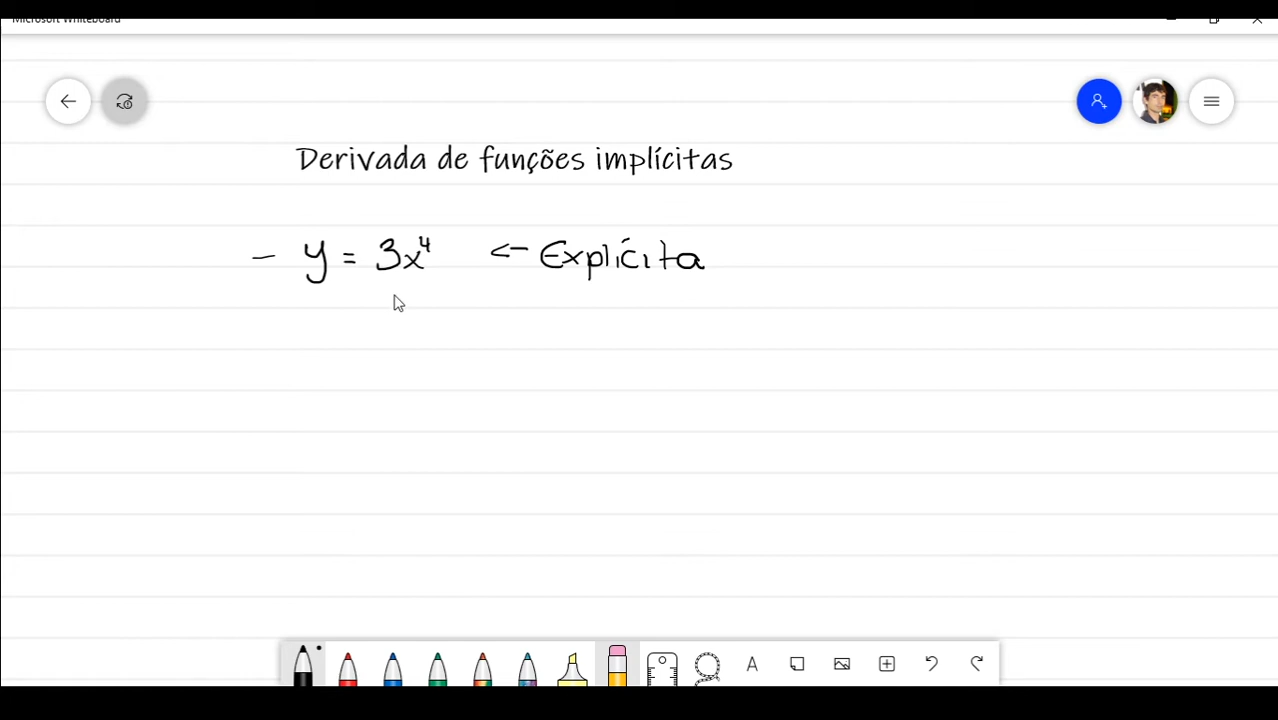 Microsoft Whiteboard
Derivada de funções implícitas
- y = 3x⁴ <- Explícita
A